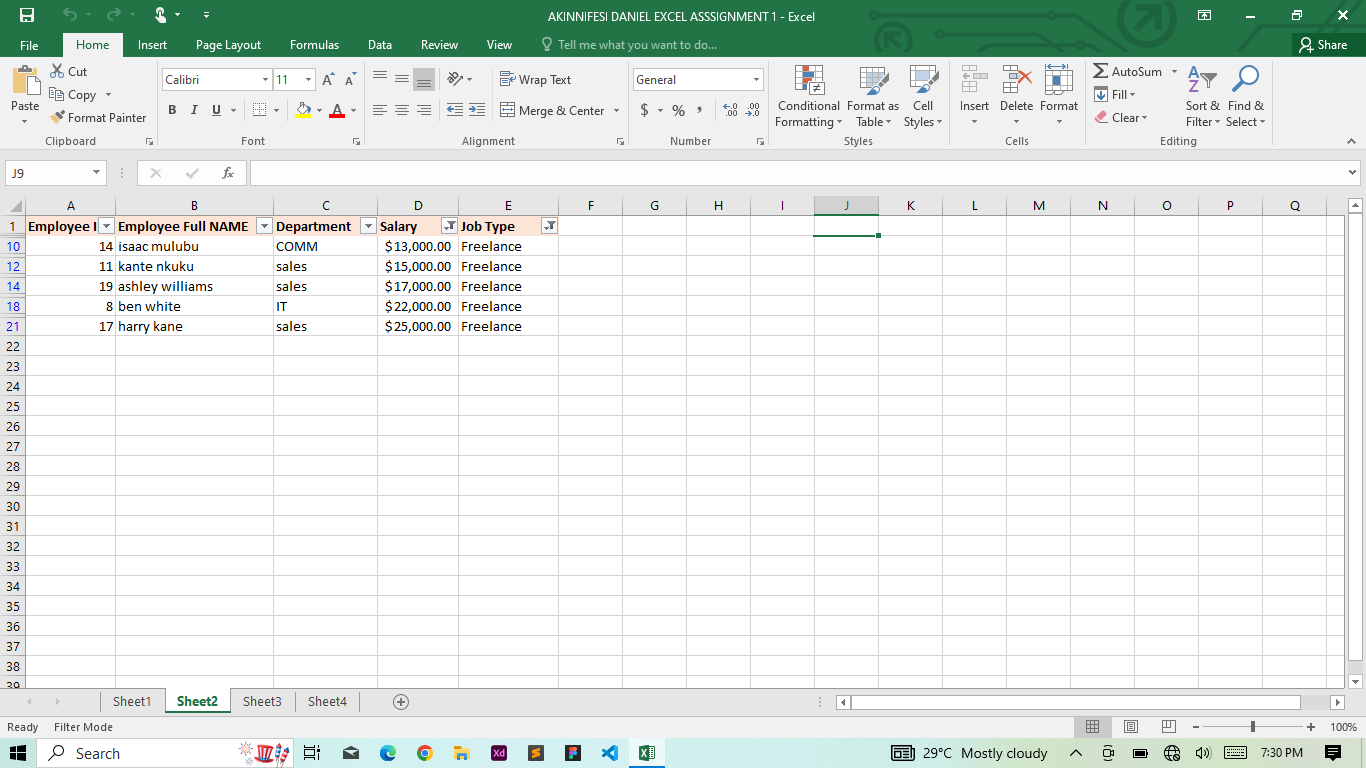 AKINNIFESI DANIEL EXCEL ASSSIGNMENT 1 - Excel
File Home Insert Page Layout Formulas Data Review View Tell me what you want to do... Share
Paste
Cut
Copy
Format Painter
Clipboard
Calibri 11
B I U
Font
Wrap Text
Merge & Center
Alignment
General
$ % ,
Number
Conditional Formatting
Format as Table
Cell Styles
Styles
Insert Delete Format
Cells
AutoSum
Fill
Clear
Sort & Filter
Find & Select
Editing
J9 fx
A B C D E F G H I J K L M N O P Q
1 Employee I Employee Full NAME Department Salary Job Type
10 14 isaac mulubu COMM $13,000.00 Freelance
12 11 kante nkuku sales $15,000.00 Freelance
14 19 ashley williams sales $17,000.00 Freelance
18 8 ben white IT $22,000.00 Freelance
21 17 harry kane sales $25,000.00 Freelance
22
23
24
25
26
27
28
29
30
31
32
33
34
35
36
37
38
39
Sheet1 Sheet2 Sheet3 Sheet4
Ready Filter Mode 100%
Search Xd 29°C Mostly cloudy 7:30 PM